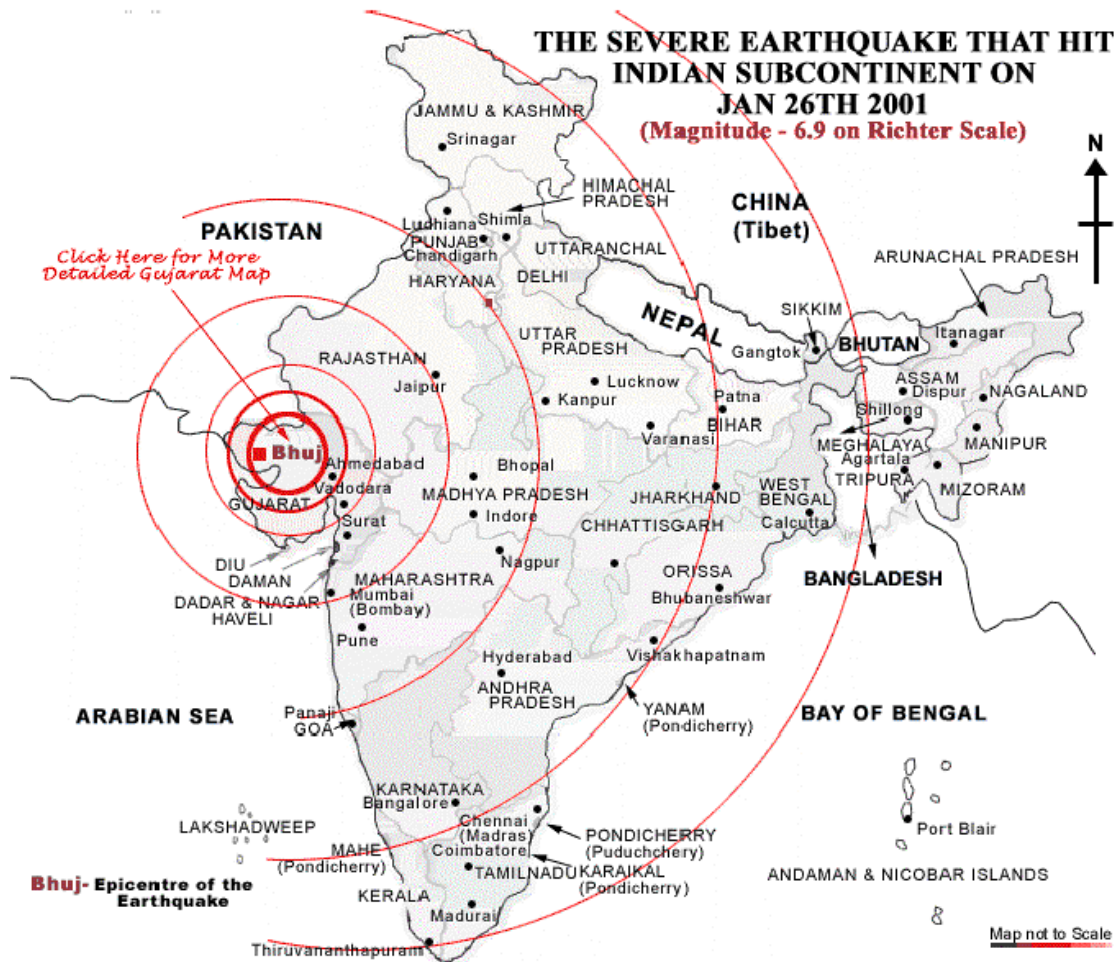 THE SEVERE EARTHQUAKE THAT HIT
INDIAN SUBCONTINENT ON
JAN 26TH 2001
(Magnitude - 6.9 on Richter Scale)
N
JAMMU & KASHMIR
Srinagar
HIMACHAL
PRADESH
CHINA
(Tibet)
PAKISTAN
Ludhiana
Shimla
PUNJAB
Chandigarh
UTTARANCHAL
Click Here for More
Detailed Gujarat Map
HARYANA
DELHI
ARUNACHAL PRADESH
NEPAL
SIKKIM
Itanagar
UTTAR
PRADESH
Gangtok
BHUTAN
RAJASTHAN
Jaipur
Lucknow
Kanpur
Patna
BIHAR
Varanasi
ASSAM
Dispur
NAGALAND
Shillong
MEGHALAYA
MANIPUR
Agartala
TRIPURA
MIZORAM
Bhuj
Ahmedabad
Vadodara
GUJARAT
Surat
Bhopal
MADHYA PRADESH
Indore
JHARKHAND
WEST
BENGAL
Calcutta
CHHATTISGARH
DIU
DAMAN
DADAR & NAGAR
HAVELI
MAHARASHTRA
Mumbai
(Bombay)
Nagpur
ORISSA
Bhubaneshwar
BANGLADESH
Pune
Hyderabad
Vishakhapatnam
ANDHRA
PRADESH
YANAM
(Pondicherry)
ARABIAN SEA
Panaji
GOA
BAY OF BENGAL
KARNATAKA
Bangalore
Chennai
(Madras)
LAKSHADWEEP
MAHE
(Pondicherry)
Coimbatore
PONDICHERRY
(Puduchchery)
Port Blair
TAMILNADU
KARAIKAL
(Pondicherry)
ANDAMAN & NICOBAR ISLANDS
Bhuj- Epicentre of the
Earthquake
KERALA
Madurai
Thiruvananthapuram
Map not to Scale